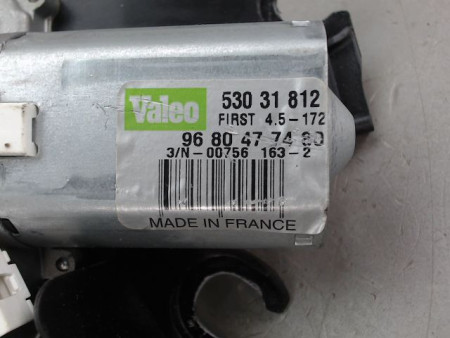 Valeo
530 31 812
FIRST 4.5-172
96 80 47 74 80
3/N-00756 163-2
MADE IN FRANCE